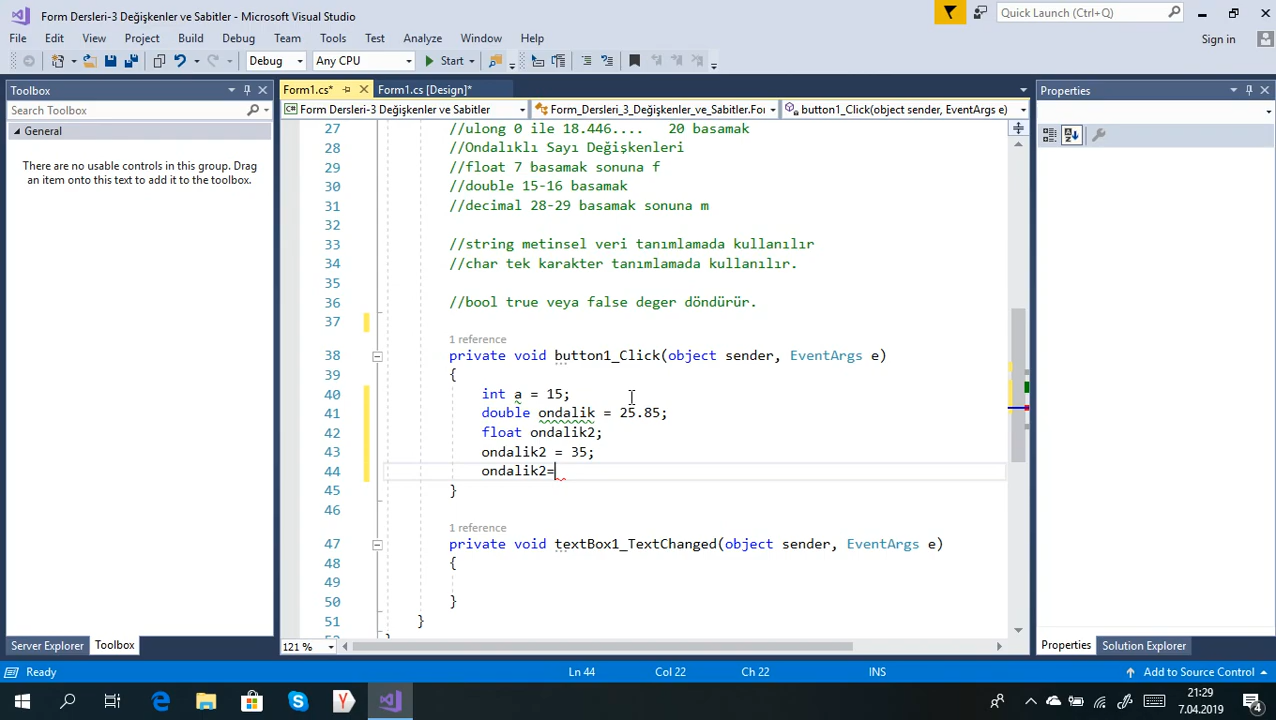 Form Dersleri-3 Değişkenler ve Sabitler - Microsoft Visual Studio
Quick Launch (Ctrl+Q)
File Edit View Project Build Debug Team Tools Test Analyze Window Help
Sign in
Debug Any CPU Start
Toolbox
Search Toolbox
General
There are no usable controls in this group. Drag
an item onto this text to add it to the toolbox.
Server Explorer Toolbox
Form1.cs* Form1.cs [Design]*
Form Dersleri-3 Değişkenler ve Sabitler Form_Dersleri_3_Değişkenler_ve_Sabitler.For button1_Click(object sender, EventArgs e)
27 //ulong 0 ile 18.446.... 20 basamak
28 //Ondalıklı Sayı Değişkenleri
29 //float 7 basamak sonuna f
30 //double 15-16 basamak
31 //decimal 28-29 basamak sonuna m
32
33 //string metinsel veri tanımlamada kullanılır
34 //char tek karakter tanımlamada kullanılır.
35
36 //bool true veya false deger döndürür.
37
1 reference
38 private void button1_Click(object sender, EventArgs e)
39 {
40 int a = 15;
41 double ondalik = 25.85;
42 float ondalik2;
43 ondalik2 = 35;
44 ondalik2=
45 }
46
1 reference
47 private void textBox1_TextChanged(object sender, EventArgs e)
48 {
49
50 }
51 }
121 %
Properties
Properties Solution Explorer
Ready Ln 44 Col 22 Ch 22 INS Add to Source Control
21:29
7.04.2019
4